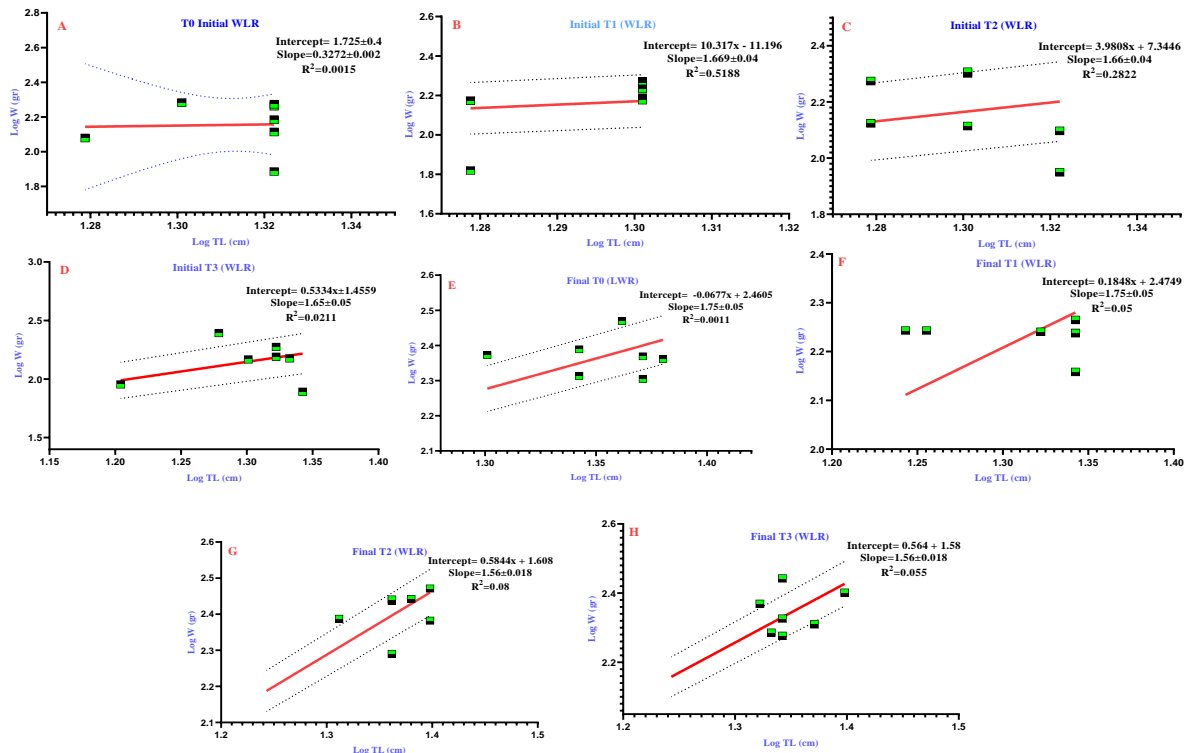 A
T0 Initial WLR
Intercept= 1.725±0.4
Slope=0.3272±0.002
R2=0.0015
Log W (gr)
2.8
2.6
2.4
2.2
2.0
1.8
1.28 1.30 1.32 1.34
Log TL (cm)
B
Initial T1 (WLR)
Intercept= 10.317x - 11.196
Slope=1.669±0.04
R2=0.5188
Log W (gr)
2.6
2.4
2.2
2.0
1.8
1.6
1.28 1.29 1.30 1.31 1.32
Log TL (cm)
C
Initial T2 (WLR)
Intercept= 3.9808x + 7.3446
Slope=1.66±0.04
R2=0.2822
Log W (gr)
2.4
2.2
2.0
1.8
1.28 1.30 1.32 1.34
Log TL (cm)
D
Initial T3 (WLR)
Intercept= 0.5334x±1.4559
Slope=1.65±0.05
R2=0.0211
Log W (gr)
3.0
2.5
2.0
1.5
1.15 1.20 1.25 1.30 1.35 1.40
Log TL (cm)
E
Final T0 (LWR)
Intercept= -0.0677x + 2.4605
Slope=1.75±0.05
R2=0.0011
Log W (gr)
2.6
2.5
2.4
2.3
2.2
2.1
1.30 1.35 1.40
Log TL (cm)
F
Final T1 (WLR)
Intercept= 0.1848x + 2.4749
Slope=1.75±0.05
R2=0.05
Log W (gr)
2.4
2.3
2.2
2.1
2.0
1.20 1.25 1.30 1.35 1.40
Log TL (cm)
G
Final T2 (WLR)
Intercept= 0.5844x + 1.608
Slope=1.56±0.018
R2=0.08
Log W (gr)
2.6
2.5
2.4
2.3
2.2
2.1
1.2 1.3 1.4 1.5
Log TL (cm)
H
Final T3 (WLR)
Intercept= 0.564 + 1.58
Slope=1.56±0.018
R2=0.055
Log W (gr)
2.6
2.4
2.2
1.2 1.3 1.4 1.5
Log TL (cm)